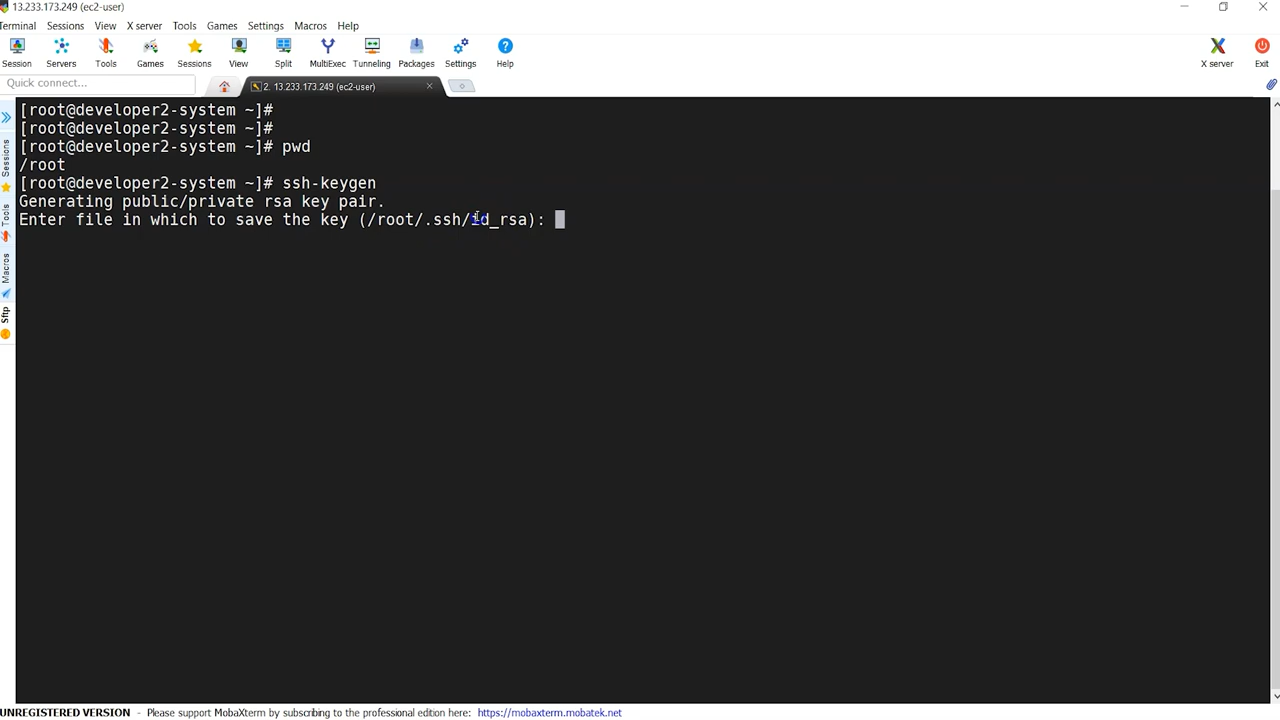 13.233.173.249 (ec2-user)
Terminal Sessions View X server Tools Games Settings Macros Help
Session Servers Tools Games Sessions View Split MultiExec Tunneling Packages Settings Help X server Exit
Quick connect... 2. 13.233.173.249 (ec2-user)
[root@developer2-system ~]#
[root@developer2-system ~]#
[root@developer2-system ~]# pwd
/root
[root@developer2-system ~]# ssh-keygen
Generating public/private rsa key pair.
Enter file in which to save the key (/root/.ssh/id_rsa):
Sessions
Tools
Macros
Sftp
UNREGISTERED VERSION - Please support MobaXterm by subscribing to the professional edition here: https://mobaxterm.mobatek.net